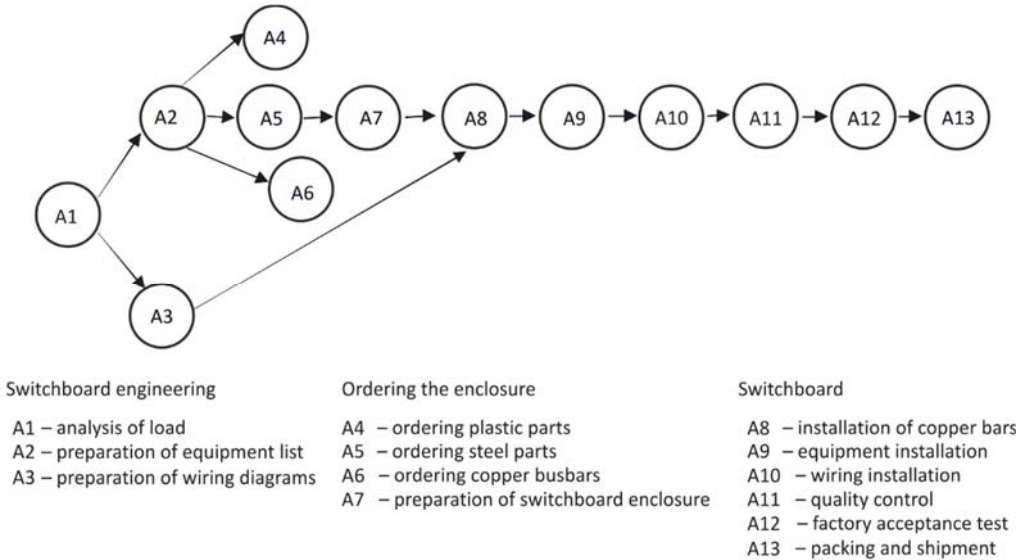 A4
A2
A5
A7
A8
A9
A10
A11
A12
A13
A6
A1
A3
Switchboard engineering
A1 – analysis of load
A2 – preparation of equipment list
A3 – preparation of wiring diagrams
Ordering the enclosure
A4 – ordering plastic parts
A5 – ordering steel parts
A6 – ordering copper busbars
A7 – preparation of switchboard enclosure
Switchboard
A8 – installation of copper bars
A9 – equipment installation
A10 – wiring installation
A11 – quality control
A12 – factory acceptance test
A13 – packing and shipment